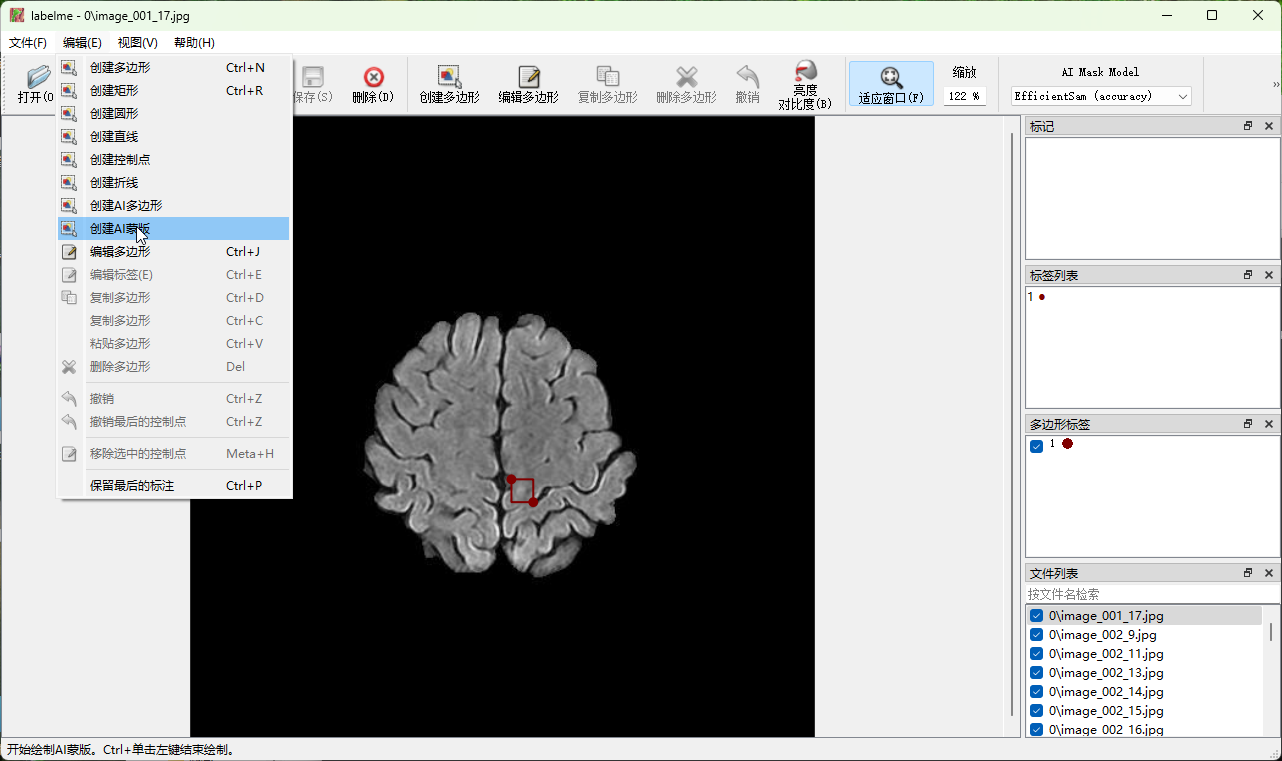 labelme - 0\image_001_17.jpg
文件(F) 编辑(E) 视图(V) 帮助(H)
打开(O 保存(S) 删除(D) 创建多边形 编辑多边形 复制多边形 删除多边形 撤销 亮度 对比度(B) 适应窗口(F) 缩放 122 % AI Mask Model EfficientSam (accuracy) »
创建多边形 Ctrl+N
创建矩形 Ctrl+R
创建圆形
创建直线
创建控制点
创建折线
创建AI多边形
创建AI蒙版
编辑多边形 Ctrl+J
编辑标签(E) Ctrl+E
复制多边形 Ctrl+D
复制多边形 Ctrl+C
粘贴多边形 Ctrl+V
删除多边形 Del
撤销 Ctrl+Z
撤销最后的控制点 Ctrl+Z
移除选中的控制点 Meta+H
保留最后的标注 Ctrl+P
标记
标签列表
1
多边形标签
1
文件列表
按文件名检索
0\image_001_17.jpg
0\image_002_9.jpg
0\image_002_11.jpg
0\image_002_13.jpg
0\image_002_14.jpg
0\image_002_15.jpg
0\image_002_16.jpg
开始绘制AI蒙版。Ctrl+单击左键结束绘制。